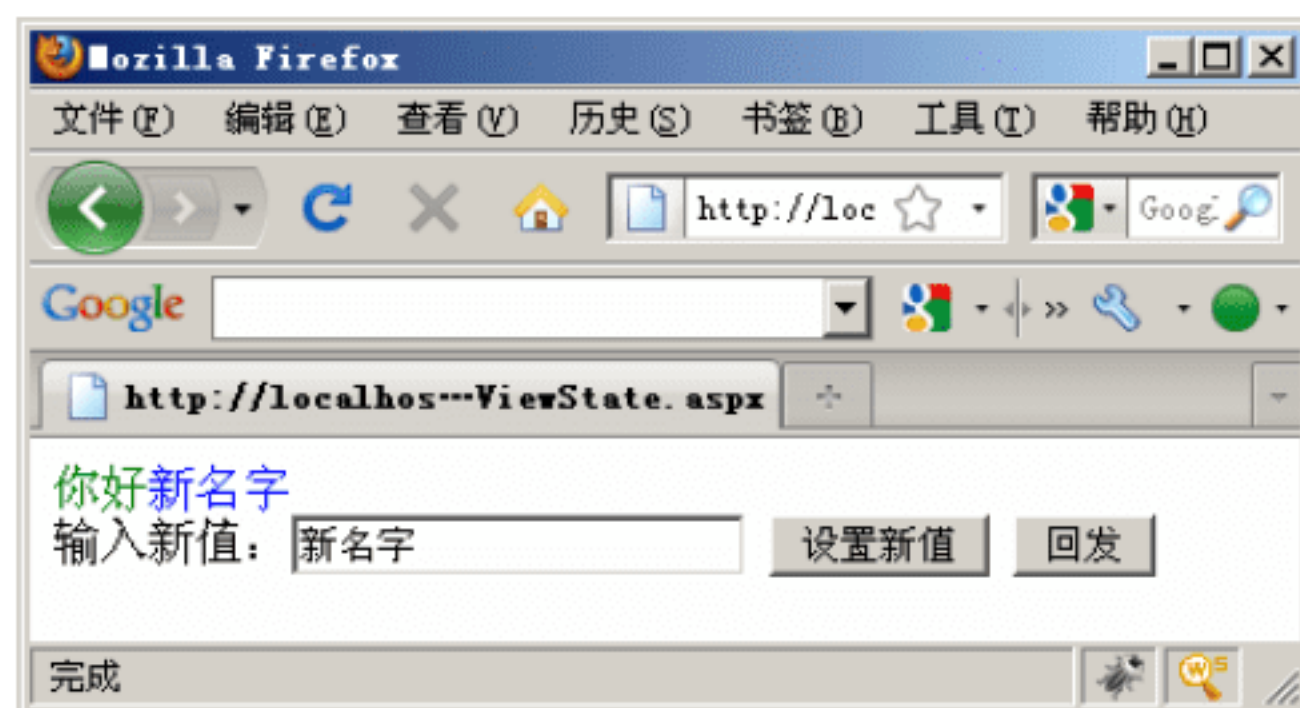 Mozilla Firefox
文件(F) 编辑(E) 查看(V) 历史(S) 书签(B) 工具(T) 帮助(H)
http://loc Goog
Google
http://localhos…ViewState.aspx
你好新名字
输入新值: 新名字 设置新值 回发
完成